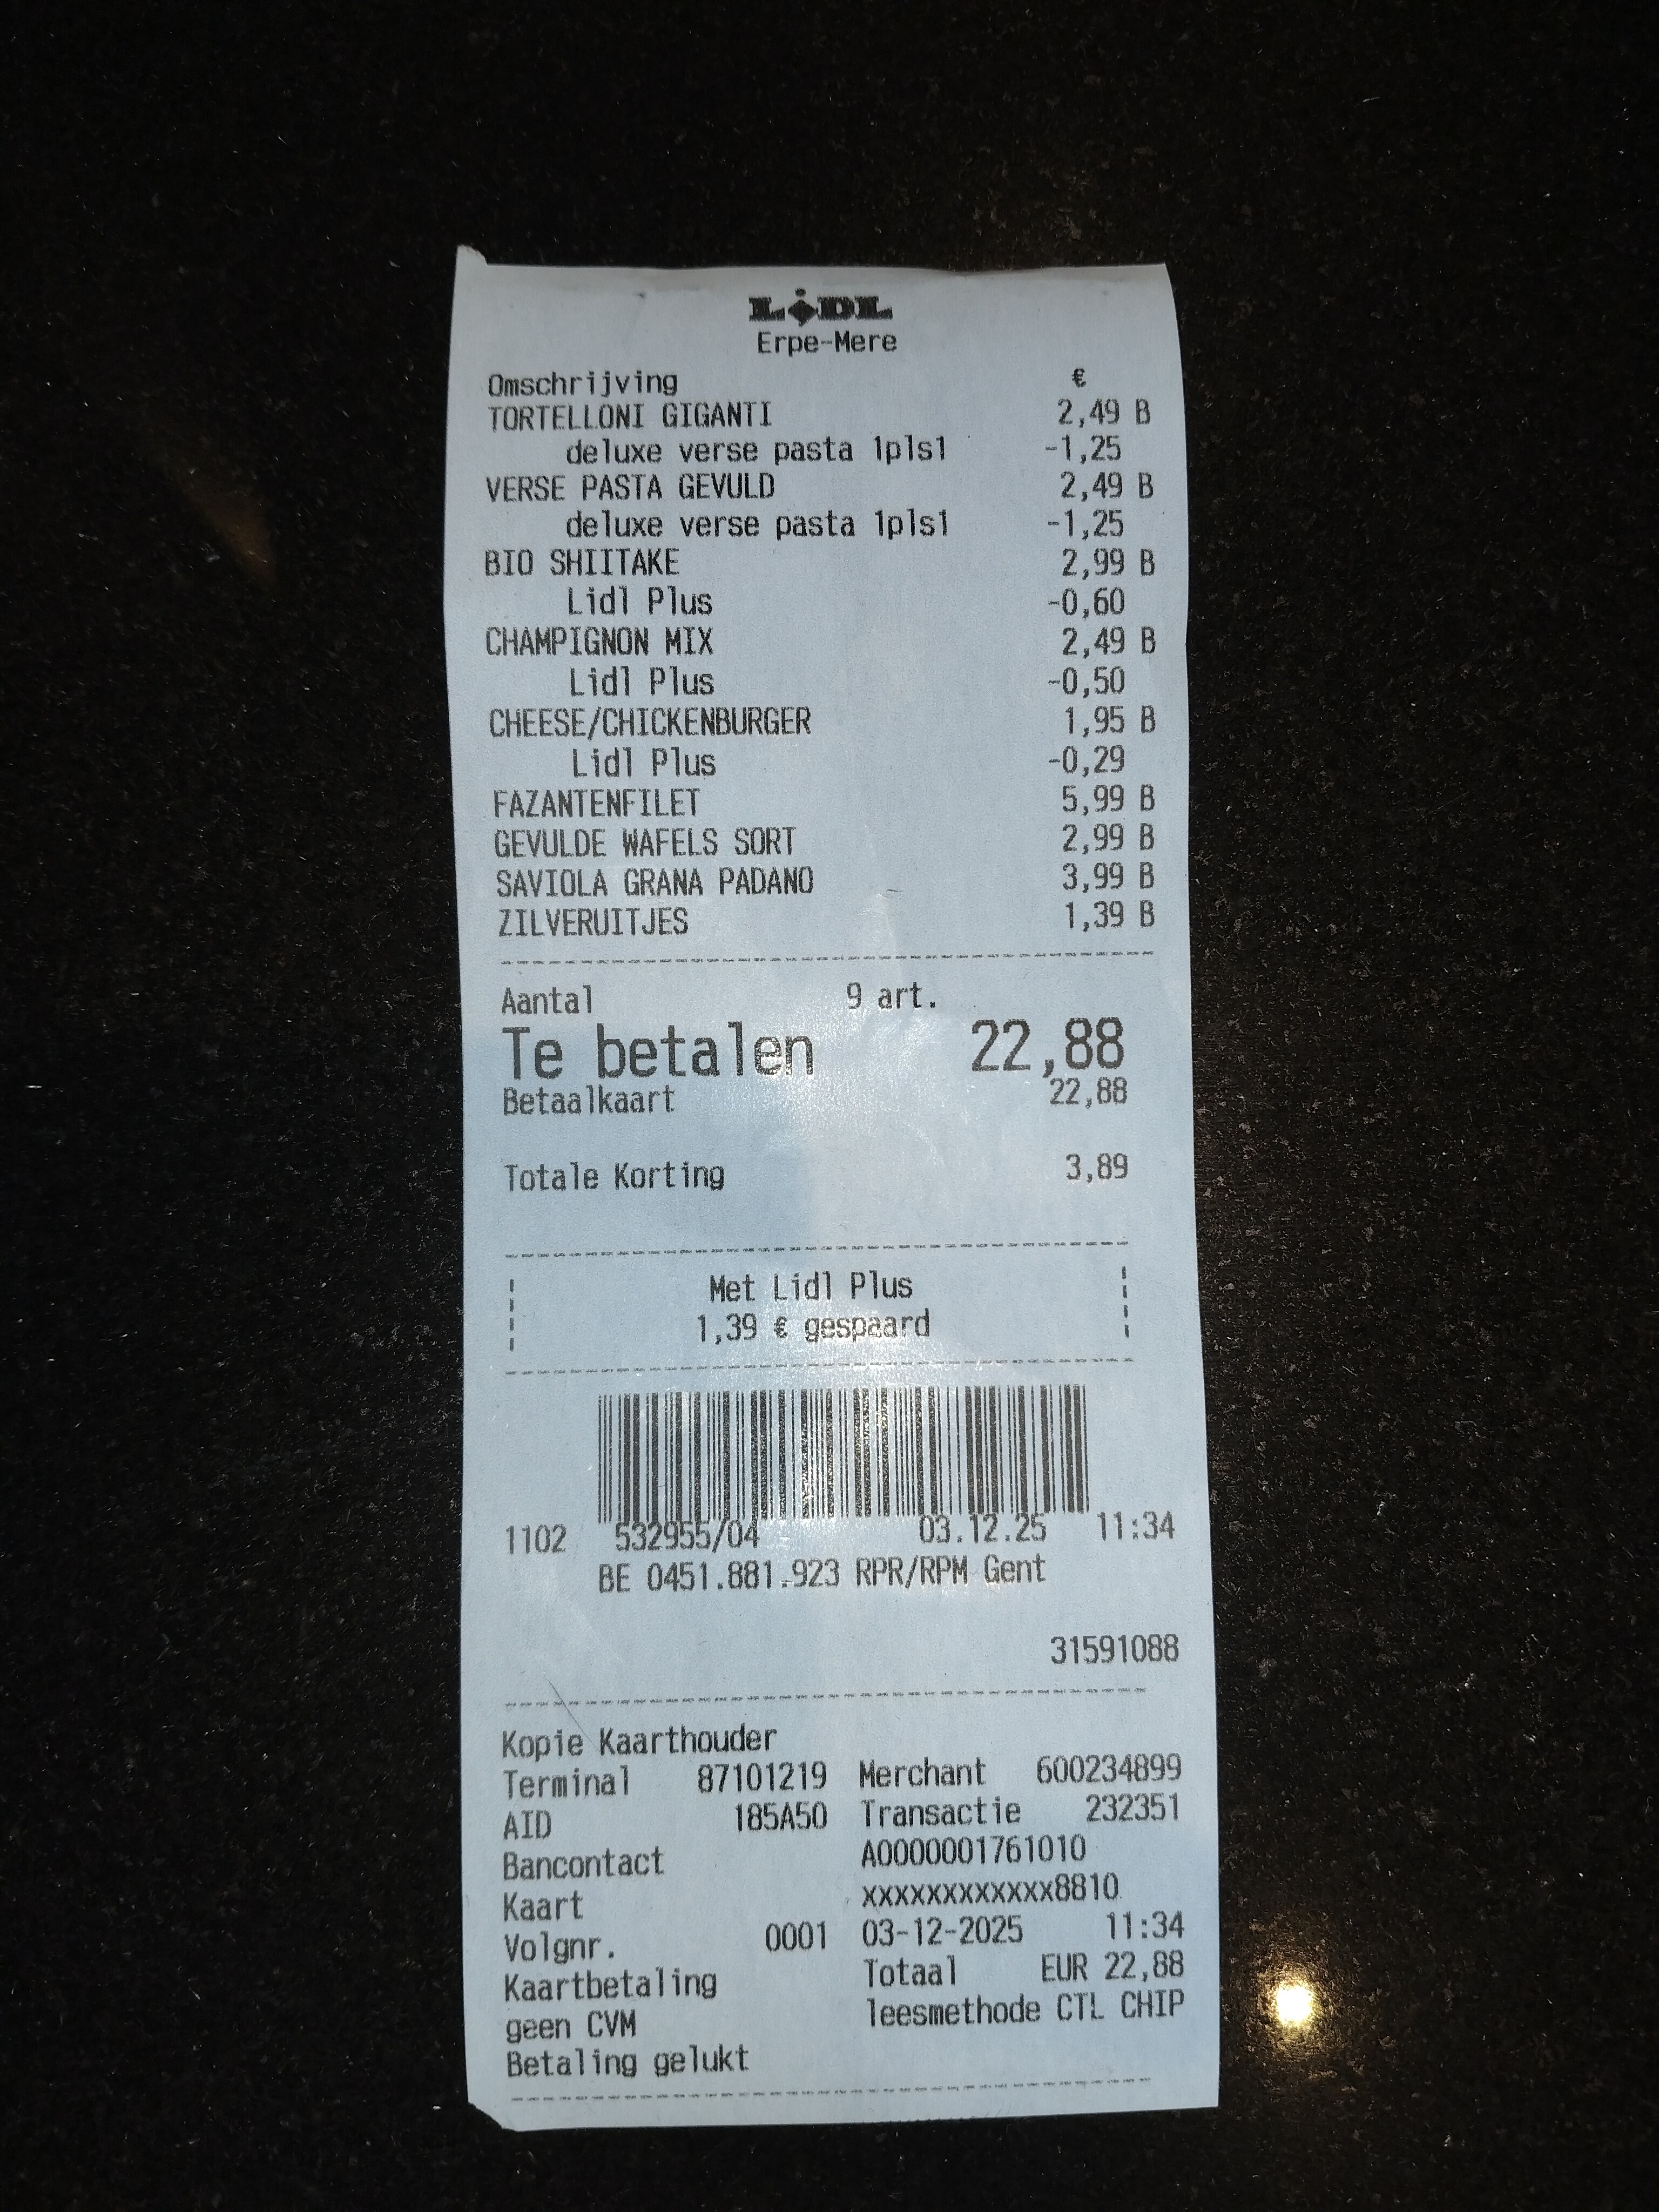 LIDL
Erpe-Mere
Omschrijving €
TORTELLONI GIGANTI 2,49 B
deluxe verse pasta 1pls1 -1,25
VERSE PASTA GEVULD 2,49 B
deluxe verse pasta 1pls1 -1,25
BIO SHIITAKE 2,99 B
Lidl Plus -0,60
CHAMPIGNON MIX 2,49 B
Lidl Plus -0,50
CHEESE/CHICKENBURGER 1,95 B
Lidl Plus -0,29
FAZANTENFILET 5,99 B
GEVULDE WAFELS SORT 2,99 B
SAVIOLA GRANA PADANO 3,99 B
ZILVERUITJES 1,39 B
Aantal 9 art.
Te betalen 22,88
Betaalkaart 22,88
Totale Korting 3,89
Met Lidl Plus
1,39 € gespaard
1102 532955/04 03.12.25 11:34
BE 0451.881.923 RPR/RPM Gent
31591088
Kopie Kaarthouder
Terminal 87101219 Merchant 600234899
AID 185A50 Transactie 232351
Bancontact A0000001761010
Kaart xxxxxxxxxxxx8810
Volgnr. 0001 03-12-2025 11:34
Kaartbetaling Totaal EUR 22,88
geen CVM leesmethode CTL CHIP
Betaling gelukt